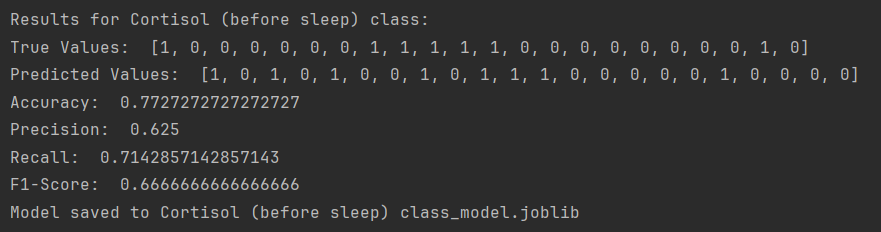 Results for Cortisol (before sleep) class:
True Values:  [1, 0, 0, 0, 0, 0, 0, 1, 1, 1, 1, 1, 0, 0, 0, 0, 0, 0, 0, 0, 1, 0]
Predicted Values:  [1, 0, 1, 0, 1, 0, 0, 1, 0, 1, 1, 1, 0, 0, 0, 0, 0, 1, 0, 0, 0, 0]
Accuracy:  0.7727272727272727
Precision:  0.625
Recall:  0.7142857142857143
F1-Score:  0.6666666666666666
Model saved to Cortisol (before sleep) class_model.joblib